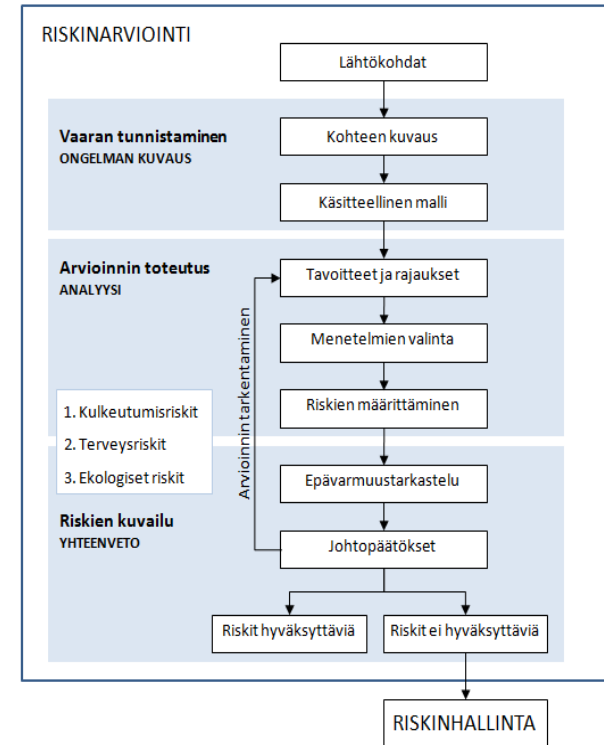 RISKINARVIOINTI
Lähtökohdat
Vaaran tunnistaminen
ONGELMAN KUVAUS
Kohteen kuvaus
Käsitteellinen malli
Arvioinnin toteutus
ANALYYSI
Tavoitteet ja rajaukset
Menetelmien valinta
Riskien määrittäminen
Arvioinnin tarkentaminen
1. Kulkeutumisriskit
2. Terveysriskit
3. Ekologiset riskit
Epävarmuustarkastelu
Riskien kuvailu
YHTEENVETO
Johtopäätökset
Riskit hyväksyttäviä
Riskit ei hyväksyttäviä
RISKINHALLINTA